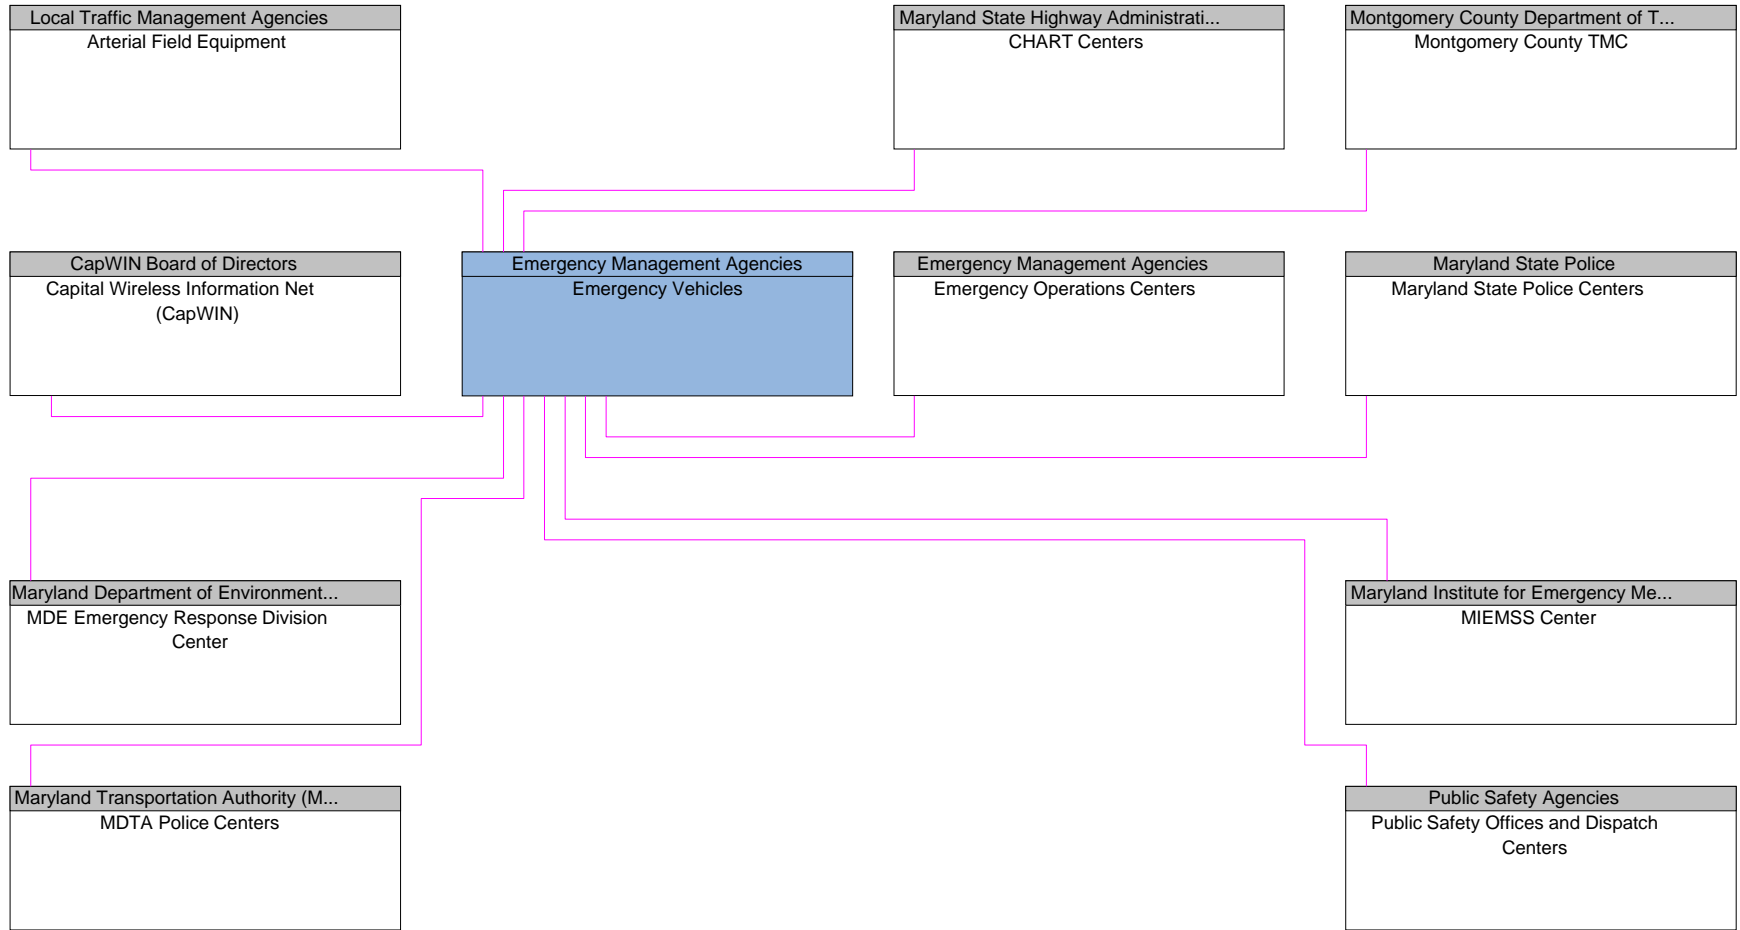 Local Traffic Management Agencies
Arterial Field Equipment
Maryland State Highway Administrati...
CHART Centers
Montgomery County Department of T...
Montgomery County TMC
CapWIN Board of Directors
Capital Wireless Information Net
(CapWIN)
Emergency Management Agencies
Emergency Vehicles
Emergency Management Agencies
Emergency Operations Centers
Maryland State Police
Maryland State Police Centers
Maryland Department of Environment...
MDE Emergency Response Division
Center
Maryland Institute for Emergency Me...
MIEMSS Center
Maryland Transportation Authority (M...
MDTA Police Centers
Public Safety Agencies
Public Safety Offices and Dispatch
Centers